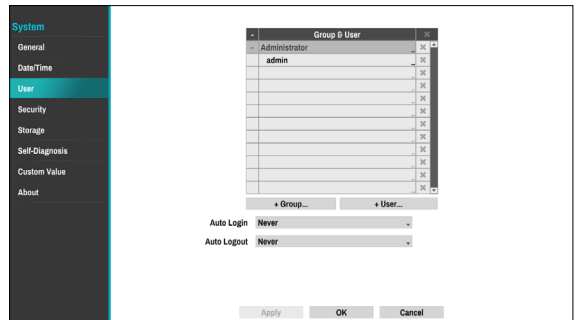 System
General
Date/Time
User
Security
Storage
Self-Diagnosis
Custom Value
About
- Group & User
- Administrator ...
admin ...
+ Group... + User...
Auto Login Never
Auto Logout Never
Apply OK Cancel